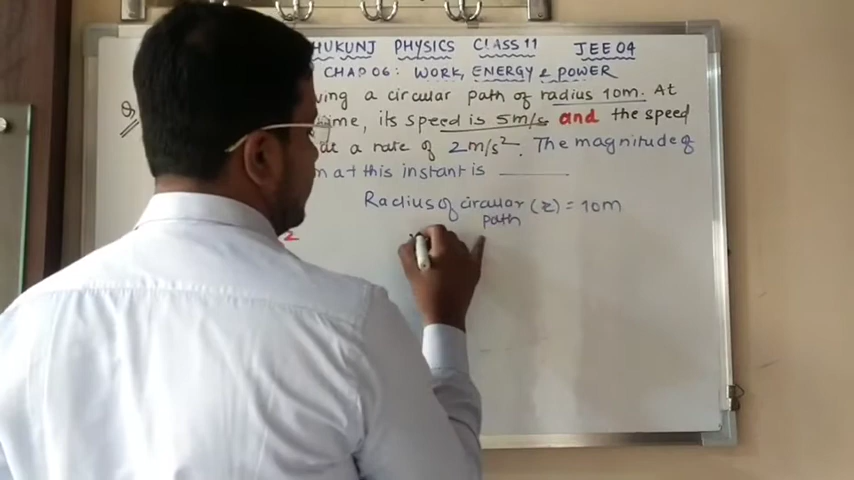 HUKUNJ PHYSICS CLASS 11 JEE 04
CHAP 06: WORK, ENERGY & POWER
Q
ving a circular path of radius 10m. At
ime, its speed is 5m/s and the speed
at a rate of 2m/s². The magnitude of
n at this instant is
Radius of circular (r) = 10m
path